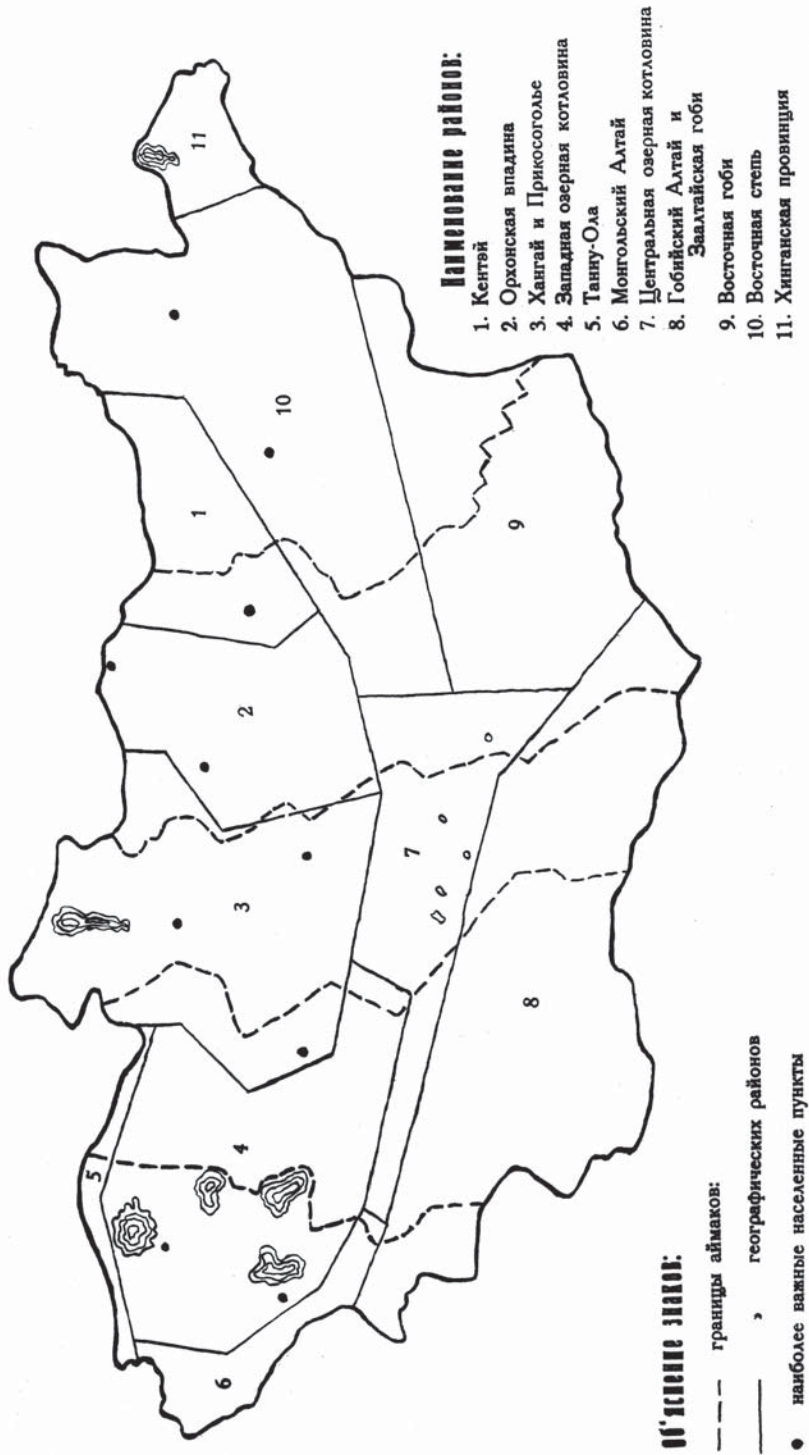 Наименование районов:
1. Кентэй
2. Орхонская впадина
3. Хангай и Прикосоголье
4. Западная озерная котловина
5. Танну-Ола
6. Монгольский Алтай
7. Центральная озерная котловина
8. Гобийский Алтай и
Заалтайская гоби
9. Восточная гоби
10. Восточная степь
11. Хинганская провинция
Об'яснение знаков:
границы аймаков:
» географических районов
наиболее важные населенные пункты
1
2
3
4
5
6
7
8
9
10
11